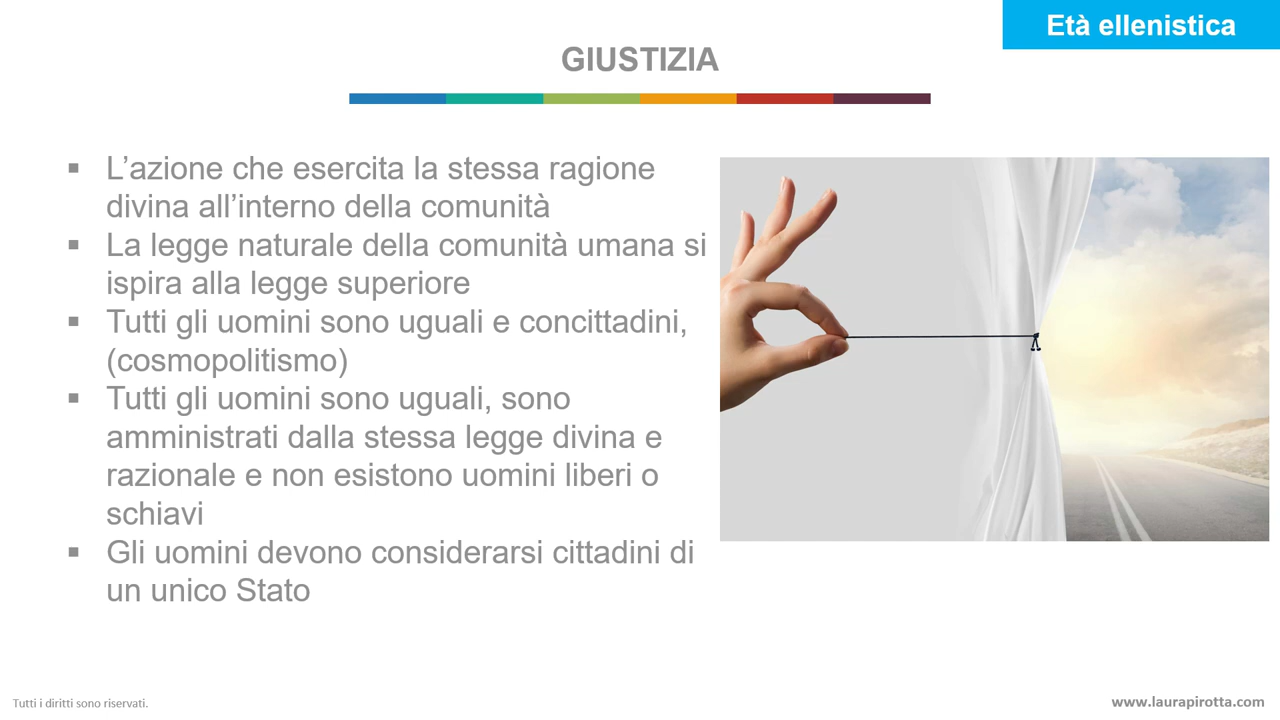 Età ellenistica
GIUSTIZIA
▪ L’azione che esercita la stessa ragione
divina all’interno della comunità
▪ La legge naturale della comunità umana si
ispira alla legge superiore
▪ Tutti gli uomini sono uguali e concittadini,
(cosmopolitismo)
▪ Tutti gli uomini sono uguali, sono
amministrati dalla stessa legge divina e
razionale e non esistono uomini liberi o
schiavi
▪ Gli uomini devono considerarsi cittadini di
un unico Stato
Tutti i diritti sono riservati.
www.laurapirotta.com